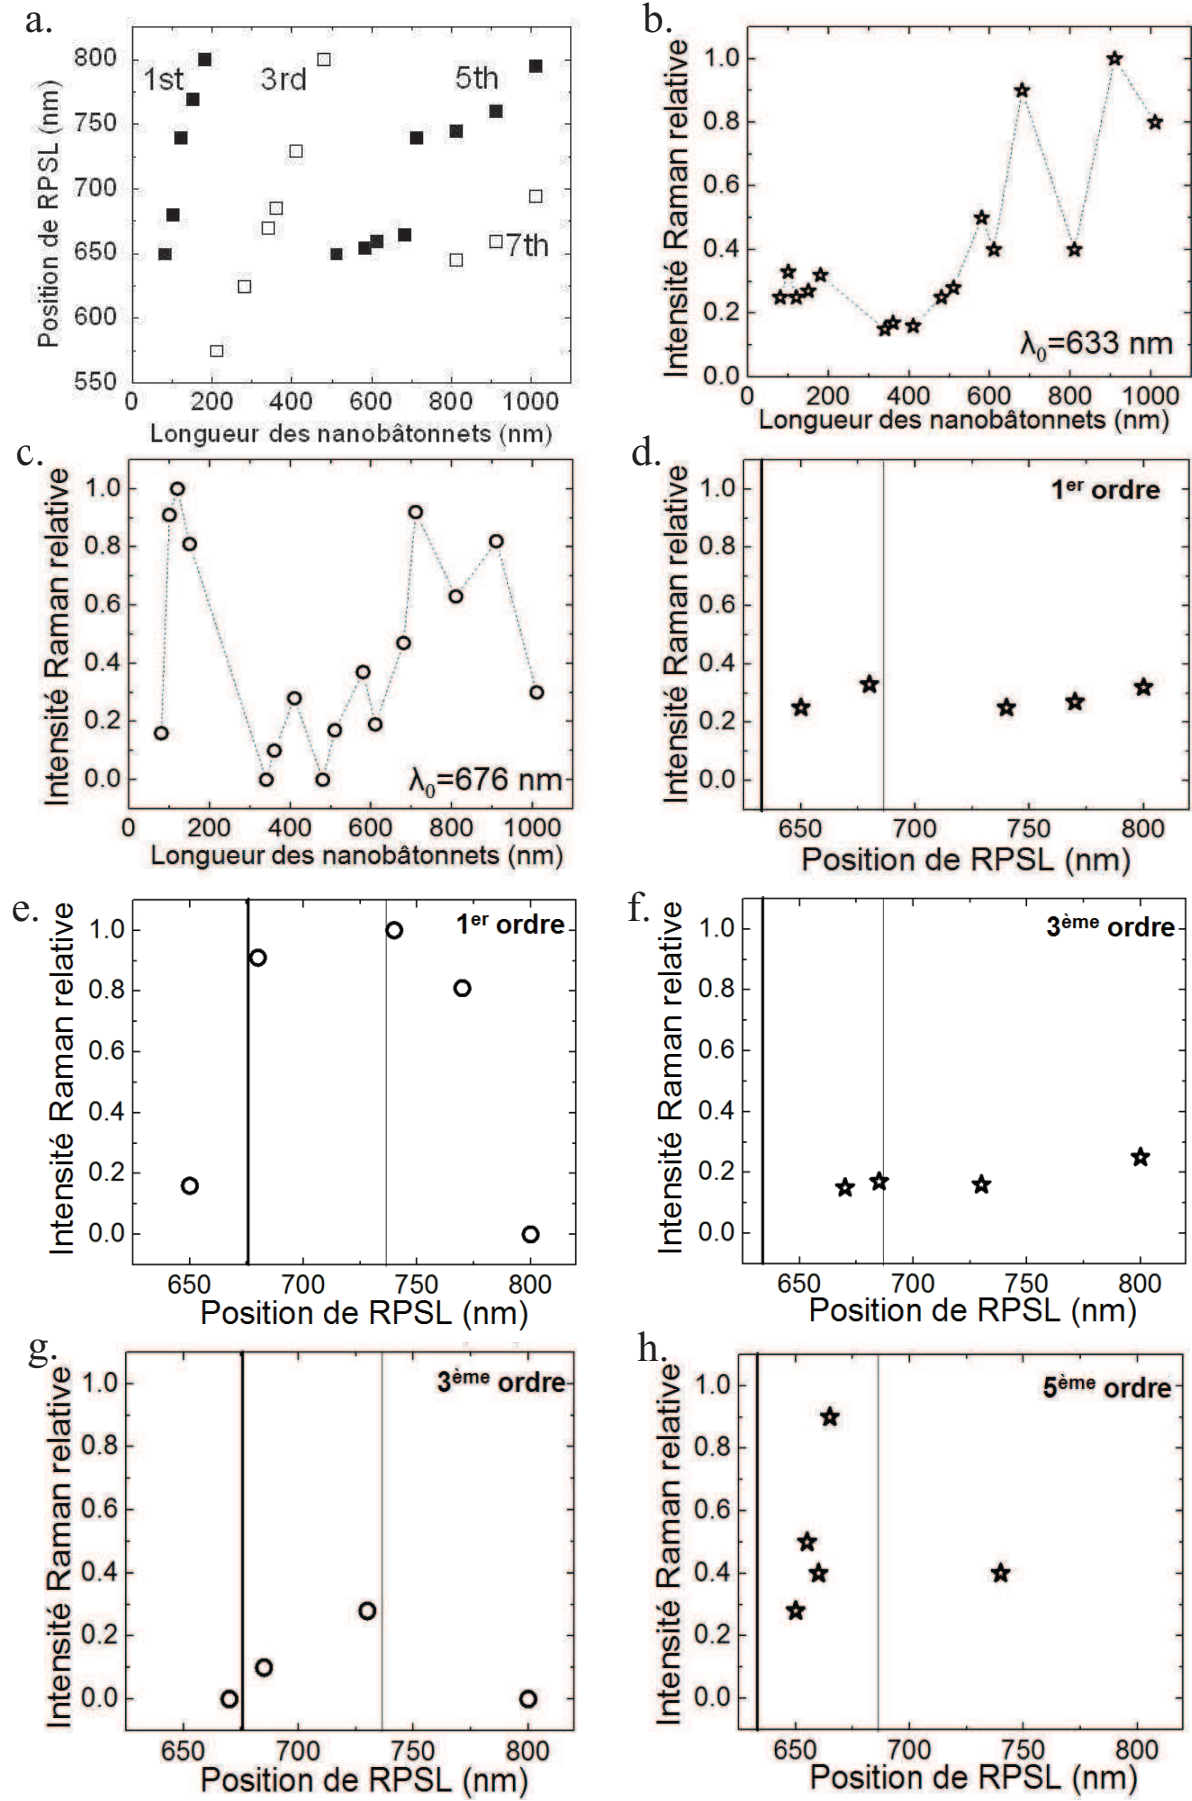 a.
800
750
700
650
600
550
0 200 400 600 800 1000
Position de RPSL (nm)
Longueur des nanobâtonnets (nm)
1st
3rd
5th
7th
b.
1.0
0.8
0.6
0.4
0.2
0.0
0 200 400 600 800 1000
Intensité Raman relative
Longueur des nanobâtonnets (nm)
λ0=633 nm
c.
1.0
0.8
0.6
0.4
0.2
0.0
0 200 400 600 800 1000
Intensité Raman relative
Longueur des nanobâtonnets (nm)
λ0=676 nm
d.
1er ordre
1.0
0.8
0.6
0.4
0.2
0.0
650 700 750 800
Intensité Raman relative
Position de RPSL (nm)
e.
1er ordre
1.0
0.8
0.6
0.4
0.2
0.0
650 700 750 800
Intensité Raman relative
Position de RPSL (nm)
f.
3ème ordre
1.0
0.8
0.6
0.4
0.2
0.0
650 700 750 800
Intensité Raman relative
Position de RPSL (nm)
g.
3ème ordre
1.0
0.8
0.6
0.4
0.2
0.0
650 700 750 800
Intensité Raman relative
Position de RPSL (nm)
h.
5ème ordre
1.0
0.8
0.6
0.4
0.2
0.0
650 700 750 800
Intensité Raman relative
Position de RPSL (nm)